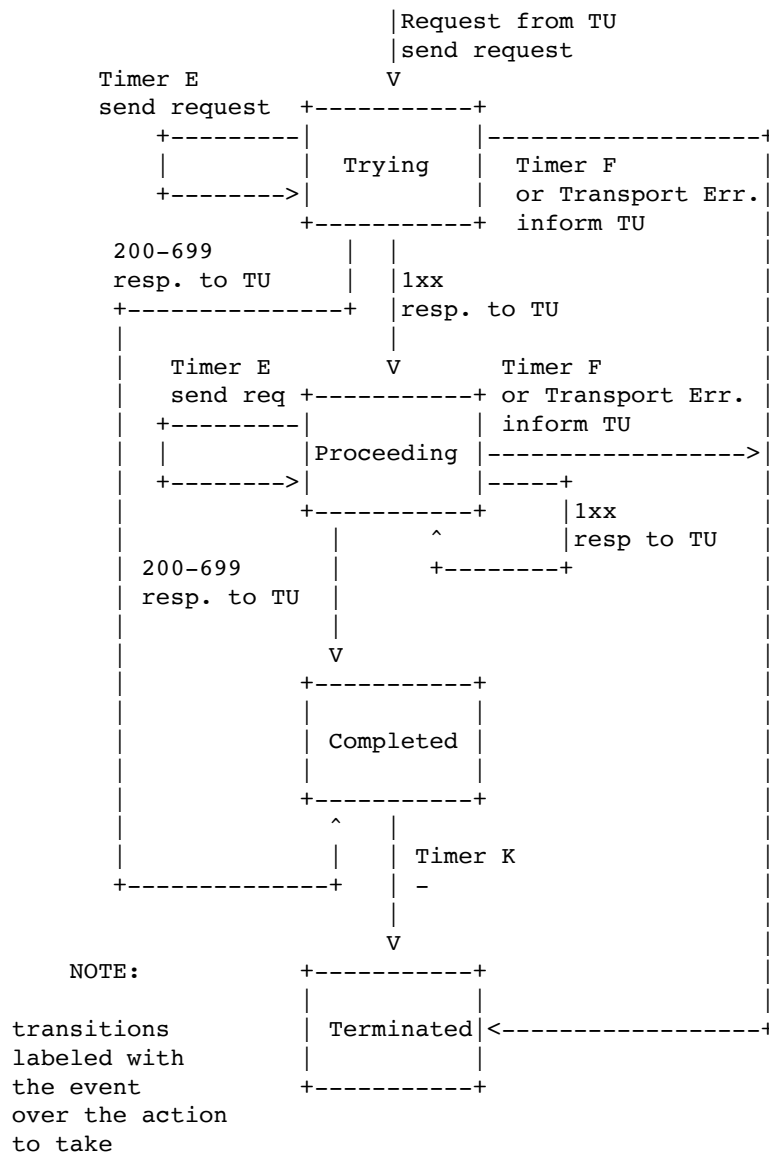 Request from TU
send request
Timer E
send request
Trying
Timer F
or Transport Err.
inform TU
200-699
resp. to TU
1xx
resp. to TU
Timer E
send req
Timer F
or Transport Err.
inform TU
Proceeding
1xx
resp to TU
200-699
resp. to TU
Completed
Timer K
-
NOTE:
Terminated
transitions
labeled with
the event
over the action
to take